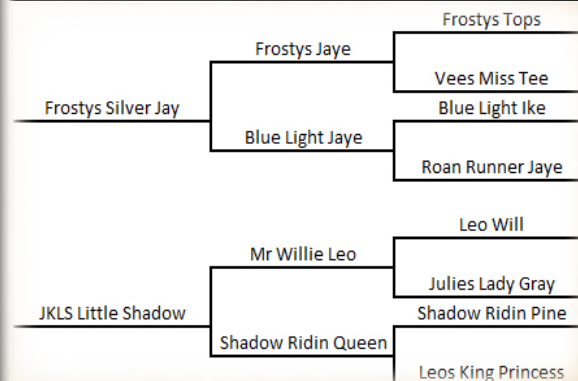 Frostys Tops
Frostys Jaye
Vees Miss Tee
Frostys Silver Jay
Blue Light Ike
Blue Light Jaye
Roan Runner Jaye
Leo Will
Mr Willie Leo
Julies Lady Gray
JKLS Little Shadow
Shadow Ridin Pine
Shadow Ridin Queen
Leos King Princess